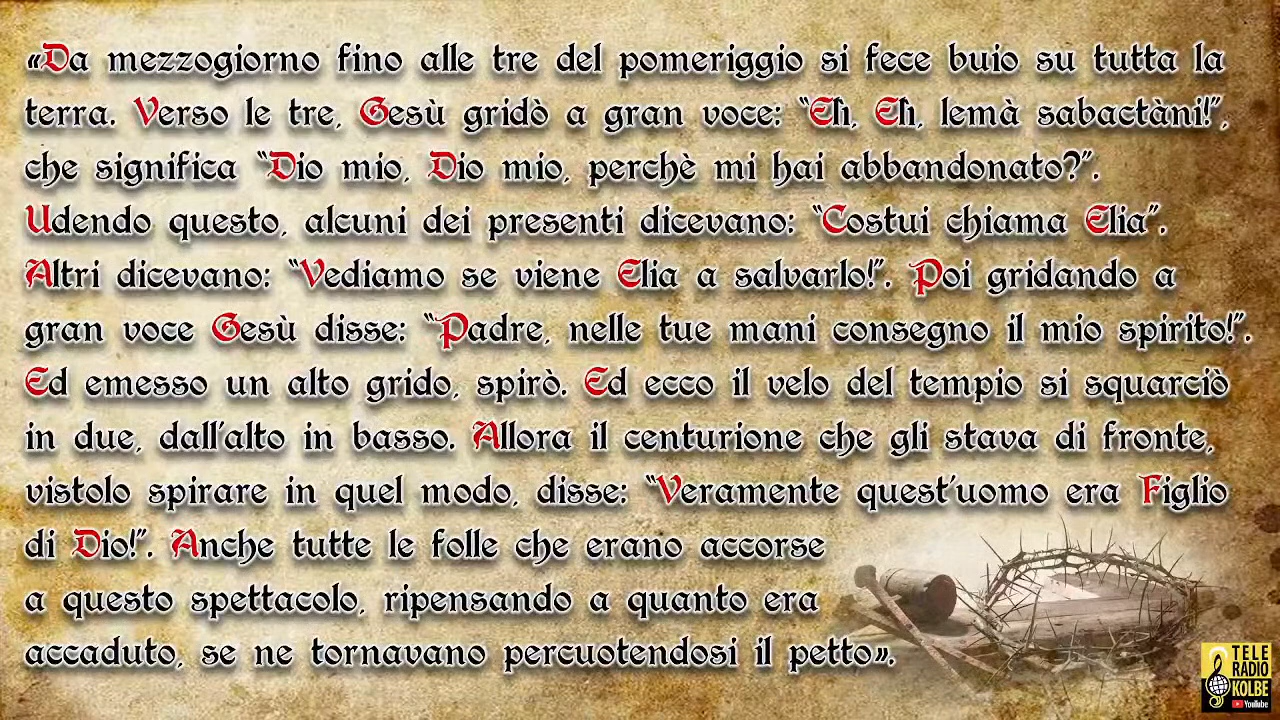 «Da mezzogiorno fino alle tre del pomeriggio si fece buio su tutta la
terra. Verso le tre, Gesù gridò a gran voce: “Elì, Elì, lemà sabactàni!”,
che significa “Dio mio, Dio mio, perchè mi hai abbandonato?”.
Udendo questo, alcuni dei presenti dicevano: “Costui chiama Elia”.
Altri dicevano: “Vediamo se viene Elia a salvarlo!”. Poi gridando a
gran voce Gesù disse: “Padre, nelle tue mani consegno il mio spirito!”.
Ed emesso un alto grido, spirò. Ed ecco il velo del tempio si squarciò
in due, dall'alto in basso. Allora il centurione che gli stava di fronte,
vistolo spirare in quel modo, disse: “Veramente quest'uomo era Figlio
di Dio!”. Anche tutte le folle che erano accorse
a questo spettacolo, ripensando a quanto era
accaduto, se ne tornavano percuotendosi il petto».
TELE
RADIO
KOLBE
YouTube